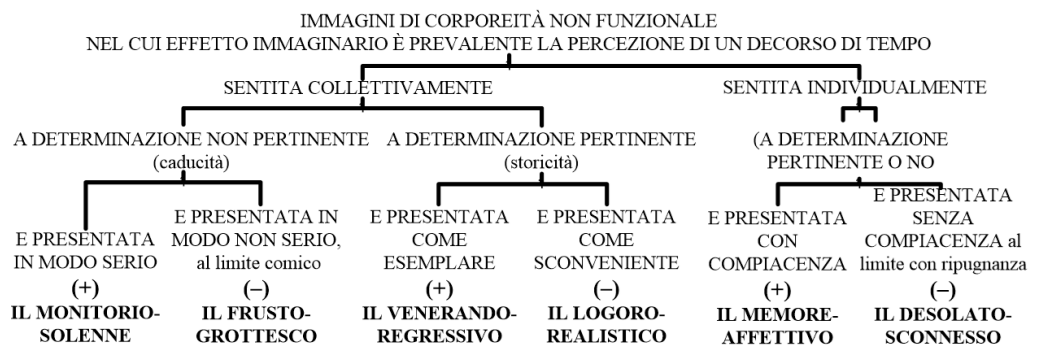 IMMAGINI DI CORPOREITÀ NON FUNZIONALE
NEL CUI EFFETTO IMMAGINARIO È PREVALENTE LA PERCEZIONE DI UN DECORSO DI TEMPO
SENTITA COLLETTIVAMENTE
SENTITA INDIVIDUALMENTE
A DETERMINAZIONE NON PERTINENTE
(caducità)
A DETERMINAZIONE PERTINENTE
(storicità)
(A DETERMINAZIONE
PERTINENTE O NO
E PRESENTATA
IN MODO SERIO
(+)
IL MONITORIO-
SOLENNE
E PRESENTATA IN
MODO NON SERIO,
al limite comico
(–)
IL FRUSTO-
GROTTESCO
E PRESENTATA
COME
ESEMPLARE
(+)
IL VENERANDO-
REGRESSIVO
E PRESENTATA
COME
SCONVENIENTE
(–)
IL LOGORO-
REALISTICO
E PRESENTATA
CON
COMPIACENZA
(+)
IL MEMORE-
AFFETTIVO
E PRESENTATA
SENZA
COMPIACENZA al
limite con ripugnanza
(–)
IL DESOLATO-
SCONNESSO